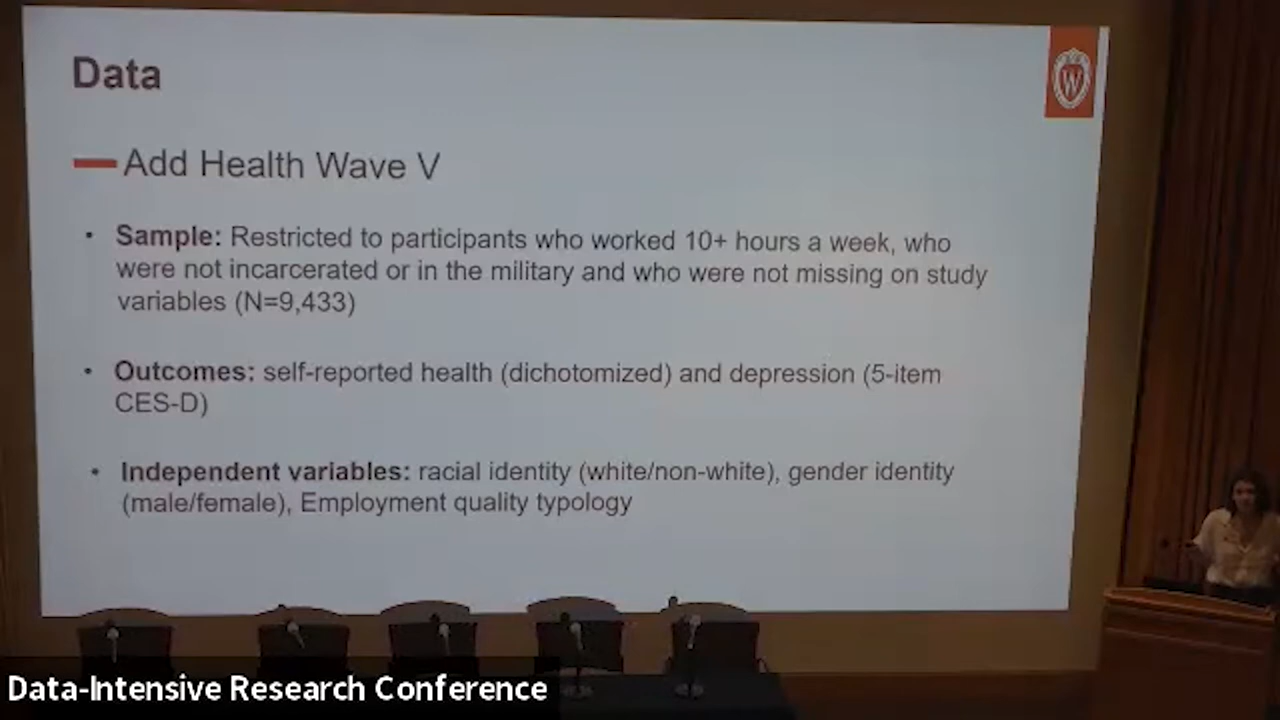 Data
W
Add Health Wave V
• Sample: Restricted to participants who worked 10+ hours a week, who
were not incarcerated or in the military and who were not missing on study
variables (N=9,433)
• Outcomes: self-reported health (dichotomized) and depression (5-item
CES-D)
• Independent variables: racial identity (white/non-white), gender identity
(male/female), Employment quality typology
Data-Intensive Research Conference